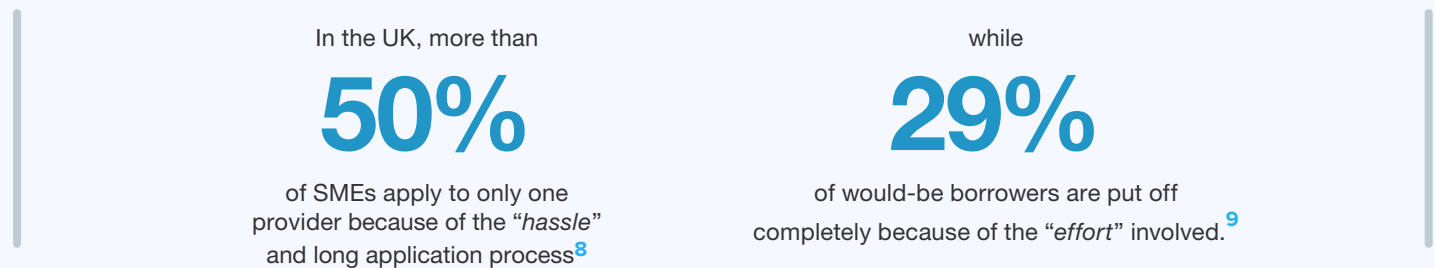 In the UK, more than
50%
of SMEs apply to only one
provider because of the “hassle”
and long application process8
while
29%
of would-be borrowers are put off
completely because of the “effort” involved.9